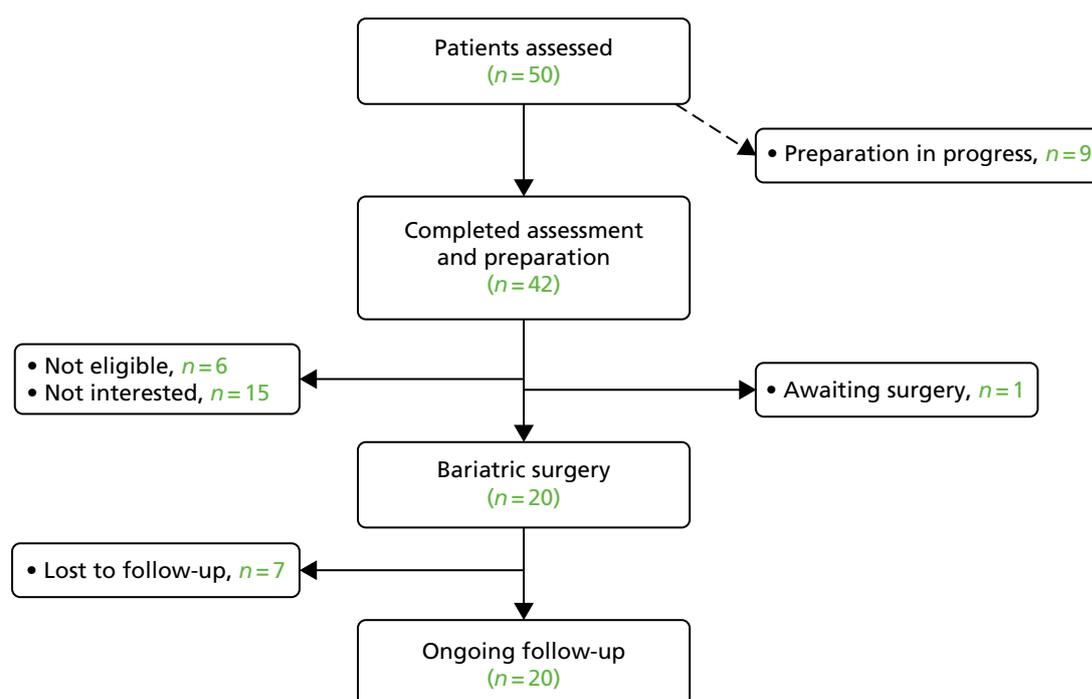 Patients assessed
(n=50)
• Preparation in progress, n=9
Completed assessment
and preparation
(n=42)
• Not eligible, n=6
• Not interested, n=15
• Awaiting surgery, n=1
Bariatric surgery
(n=20)
• Lost to follow-up, n=7
Ongoing follow-up
(n=20)